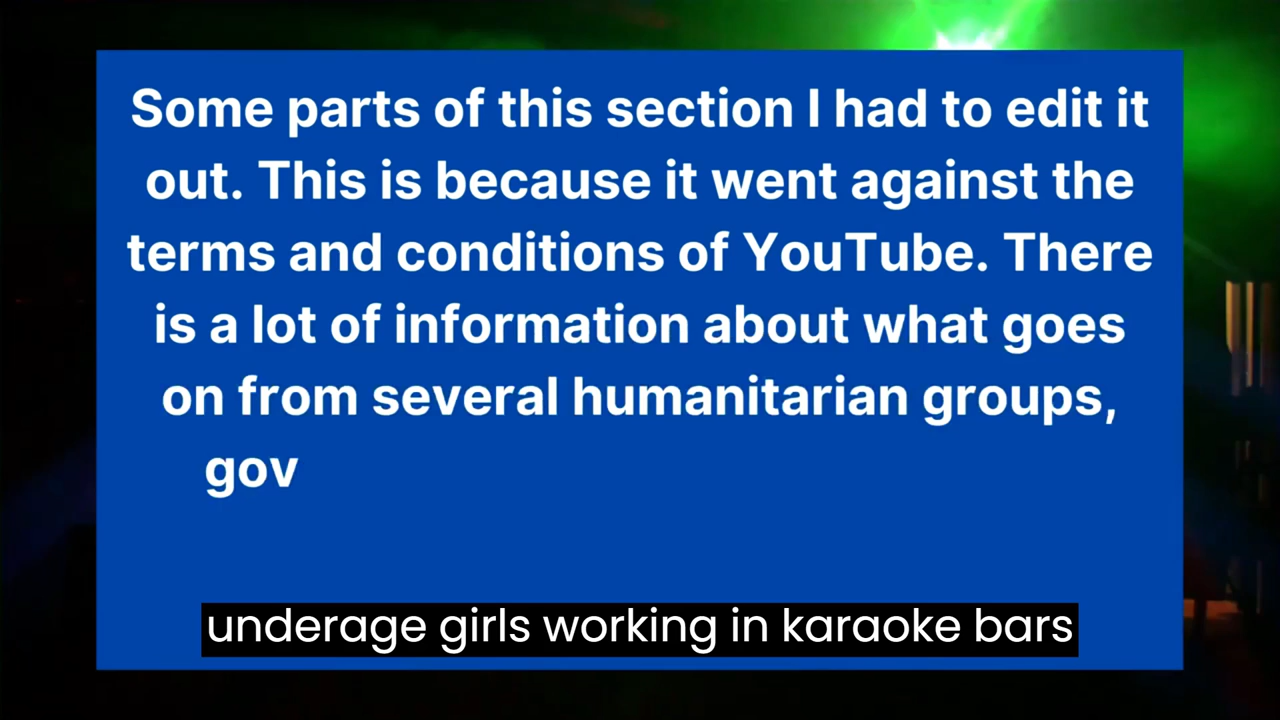 Some parts of this section I had to edit it
out. This is because it went against the
terms and conditions of YouTube. There
is a lot of information about what goes
on from several humanitarian groups,
gov
underage girls working in karaoke bars